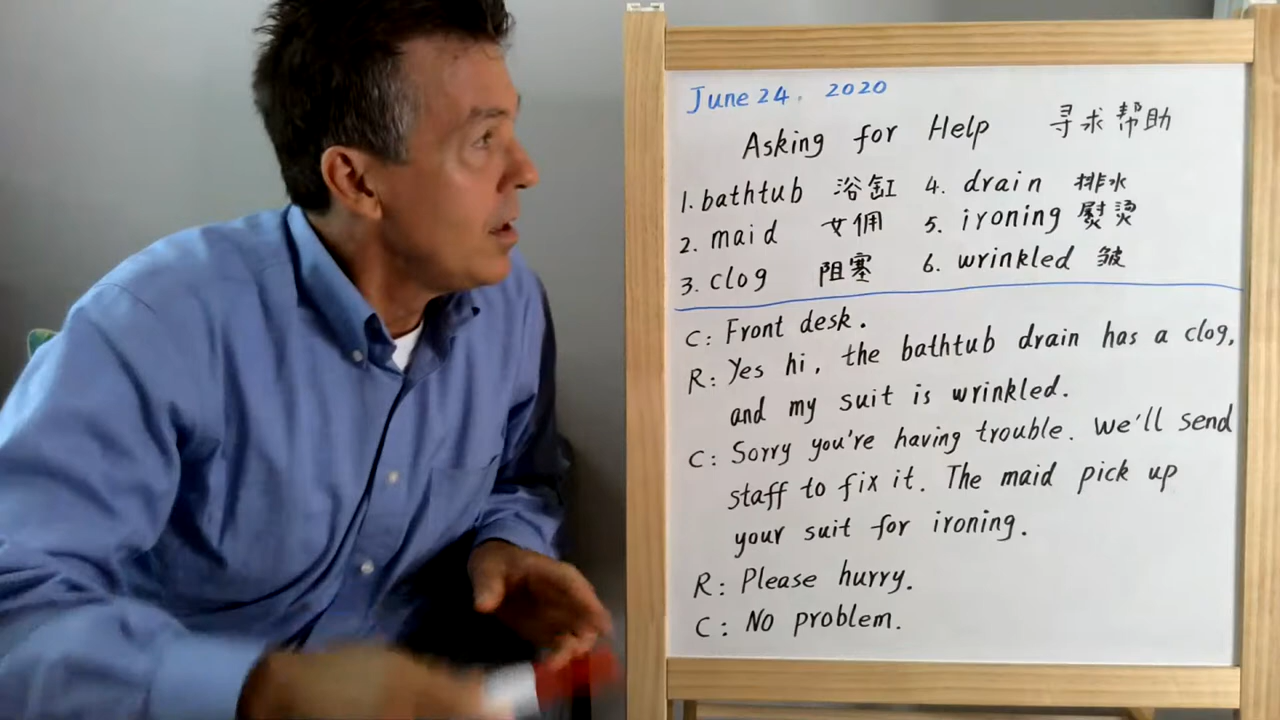 June 24. 2020
Asking for Help 寻求帮助
1. bathtub 浴缸 4. drain 排水
2. maid 女佣 5. ironing 熨烫
3. clog 阻塞 6. wrinkled 皱
C: Front desk.
R: Yes hi, the bathtub drain has a clog,
and my suit is wrinkled.
C: Sorry you're having trouble. We'll send
staff to fix it. The maid pick up
your suit for ironing.
R: Please hurry.
C: No problem.